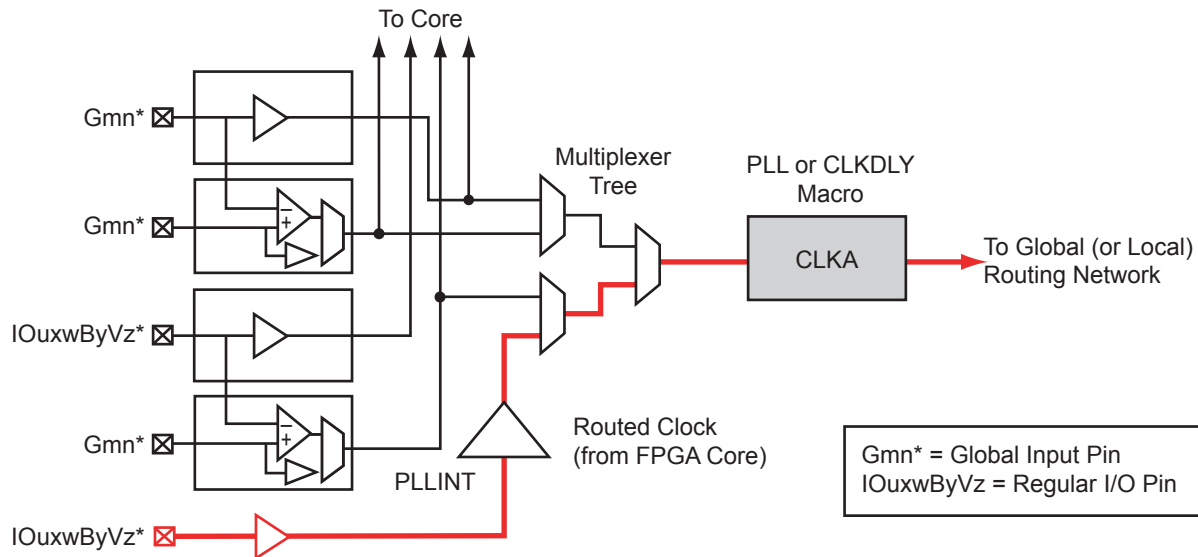 To Core
Gmn*
Multiplexer
Tree
PLL or CLKDLY
Macro
Gmn*
−
+
CLKA
To Global (or Local)
Routing Network
IOuxwByVz*
Gmn*
−
+
Routed Clock
(from FPGA Core)
PLLINT
Gmn* = Global Input Pin
IOuxwByVz = Regular I/O Pin
IOuxwByVz*